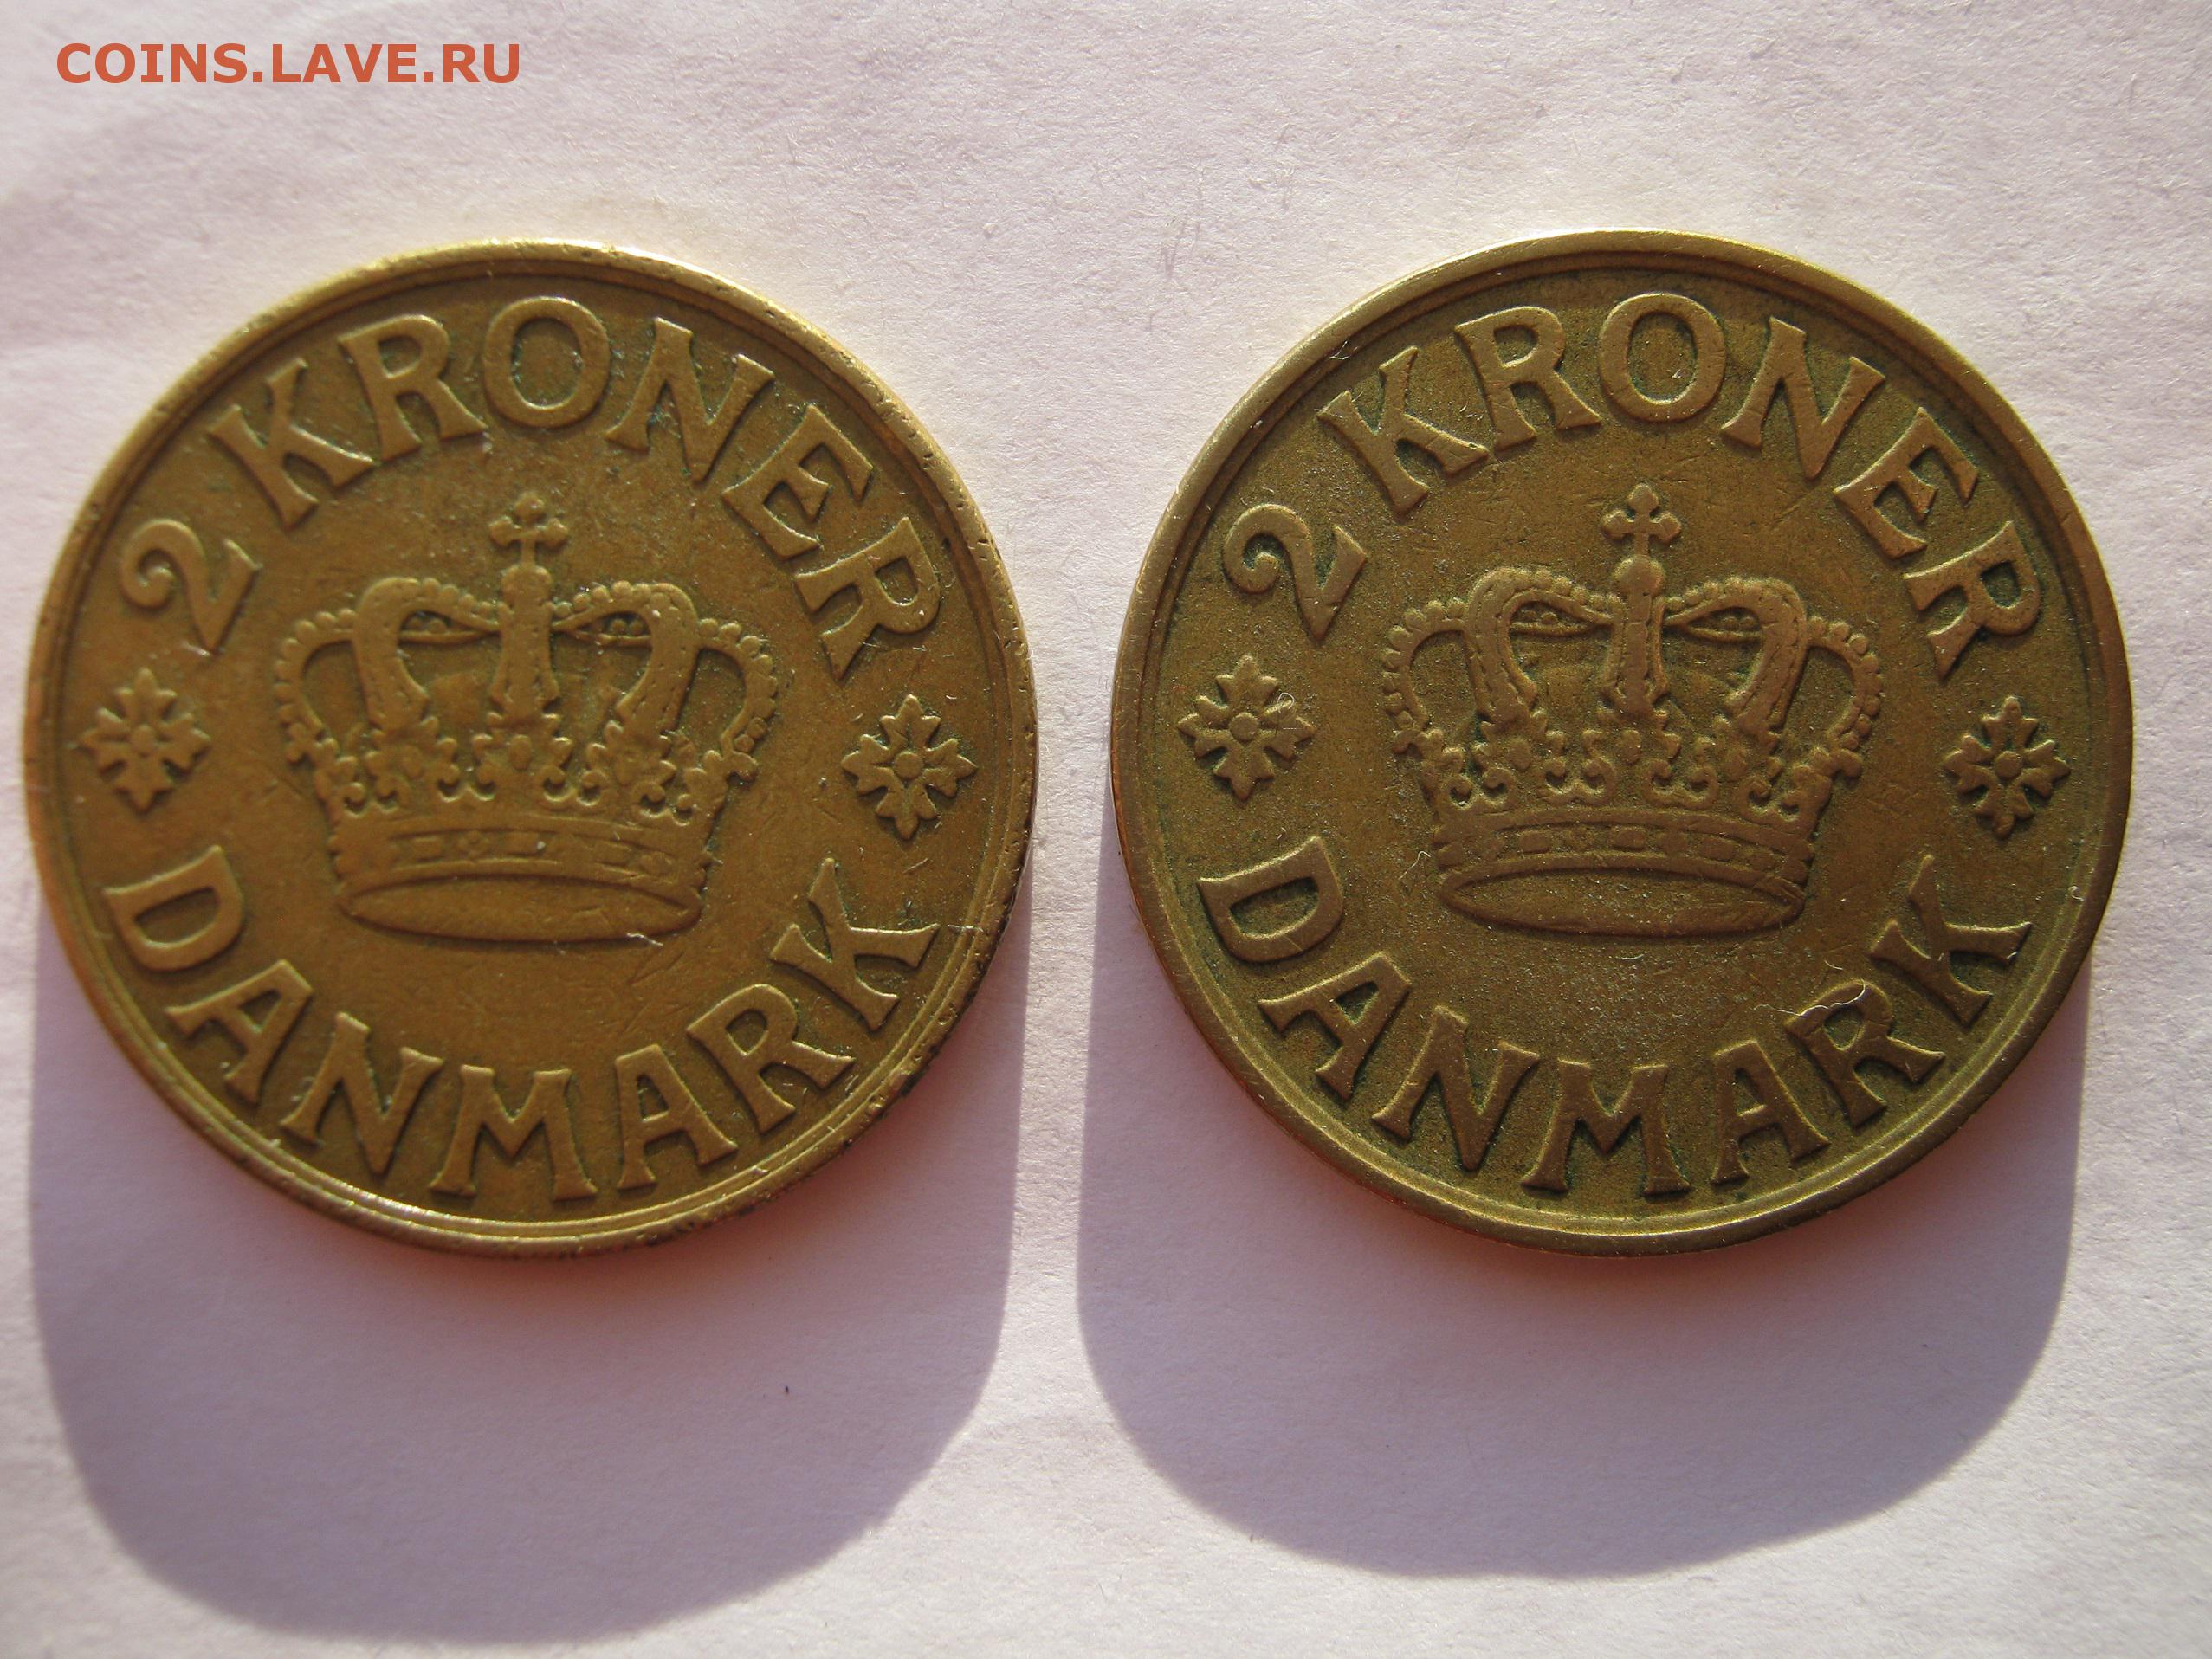 COINS.LAVE.RU
2 KRONER
DANMARK
2 KRONER
DANMARK